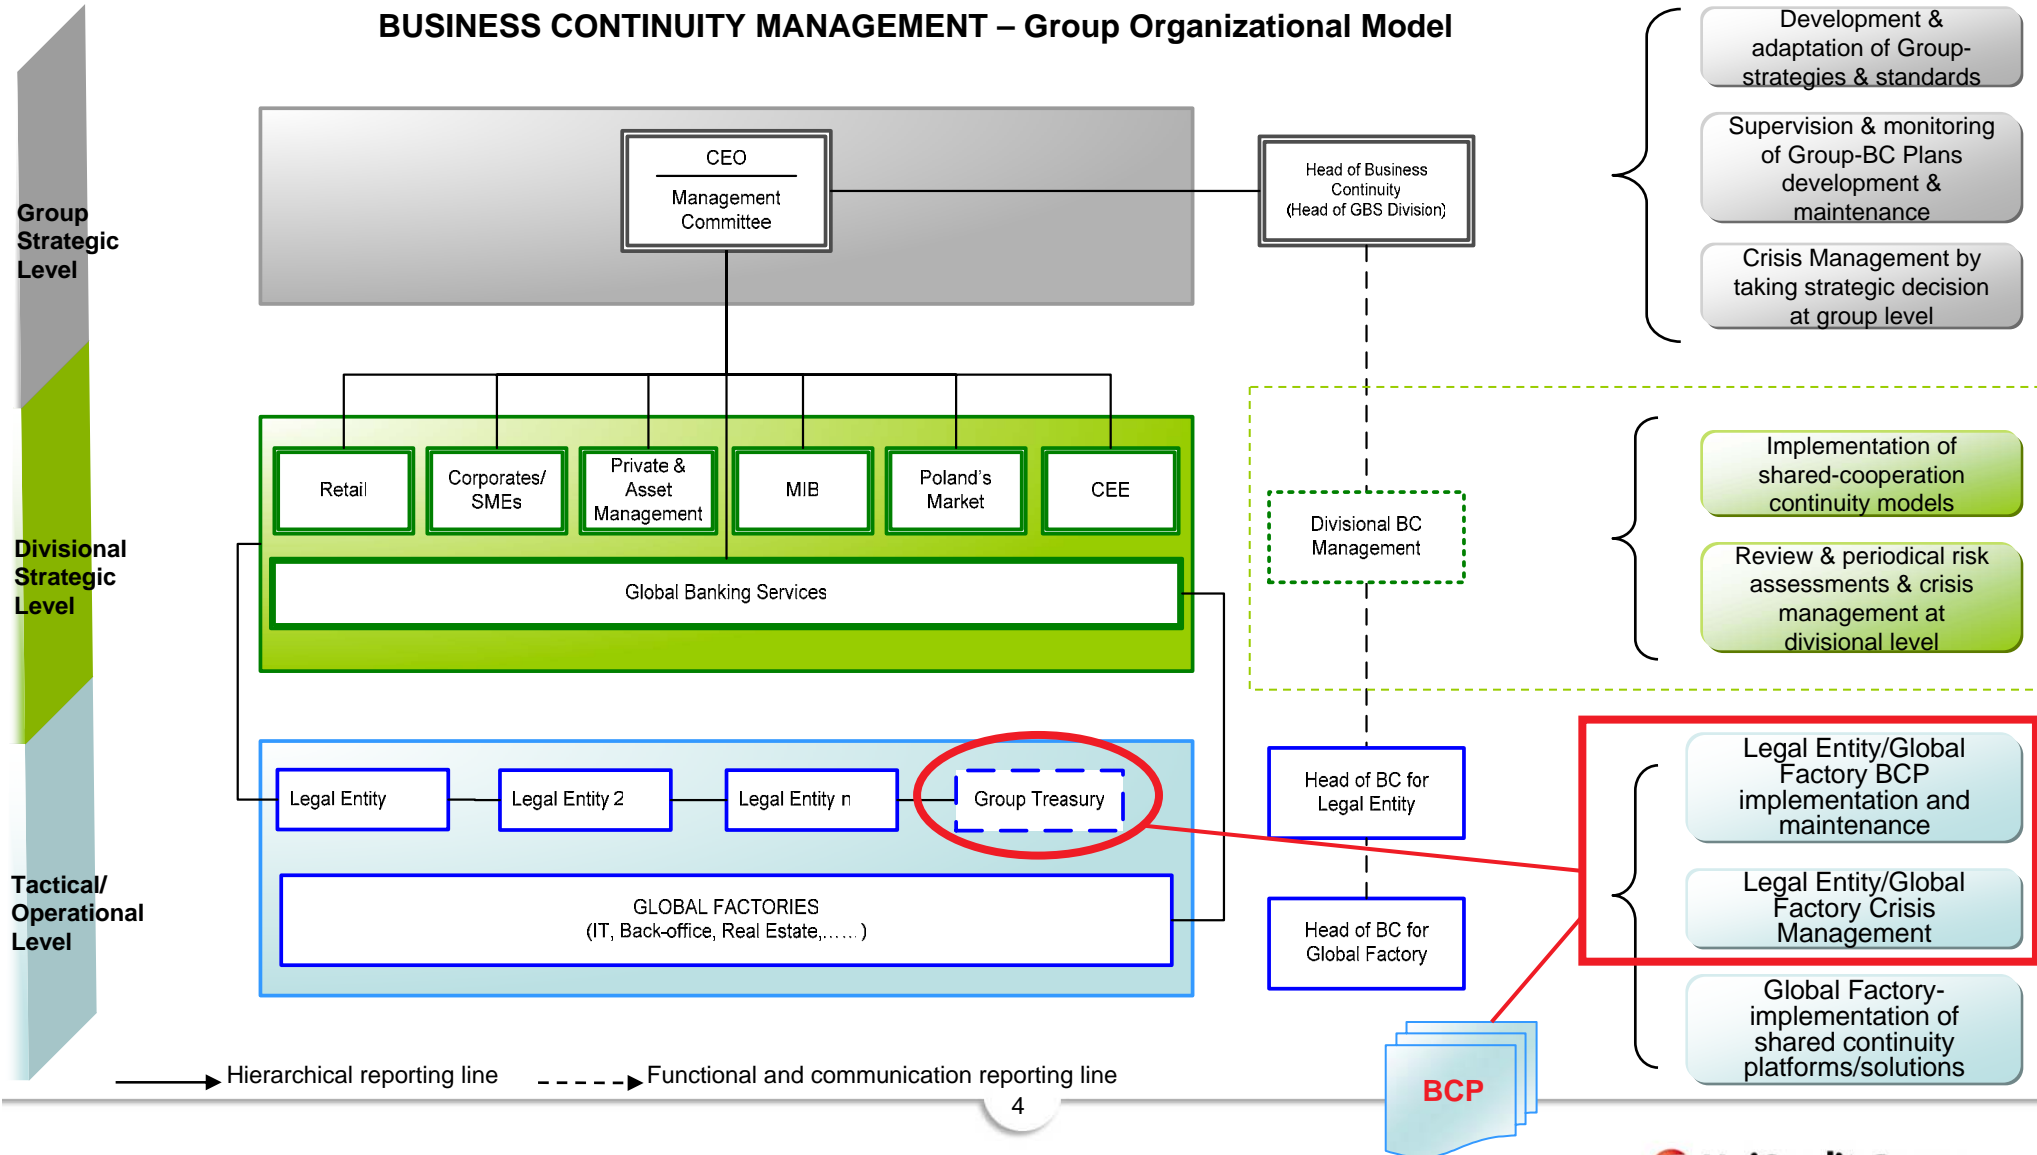 BUSINESS CONTINUITY MANAGEMENT – Group Organizational Model
Group
Strategic
Level
CEO
Management
Committee
Head of Business
Continuity
(Head of GBS Division)
Development &
adaptation of Group-
strategies & standards
Supervision & monitoring
of Group-BC Plans
development &
maintenance
Crisis Management by
taking strategic decision
at group level
Divisional
Strategic
Level
Retail
Corporates/
SMEs
Private &
Asset
Management
MIB
Poland's
Market
CEE
Global Banking Services
Divisional BC
Management
Implementation of
shared-cooperation
continuity models
Review & periodical risk
assessments & crisis
management at
divisional level
Tactical/
Operational
Level
Legal Entity
Legal Entity 2
Legal Entity n
Group Treasury
GLOBAL FACTORIES
(IT, Back-office, Real Estate,......)
Head of BC for
Legal Entity
Head of BC for
Global Factory
Legal Entity/Global
Factory BCP
implementation and
maintenance
Legal Entity/Global
Factory Crisis
Management
Global Factory-
implementation of
shared continuity
platforms/solutions
Hierarchical reporting line
Functional and communication reporting line
BCP
4